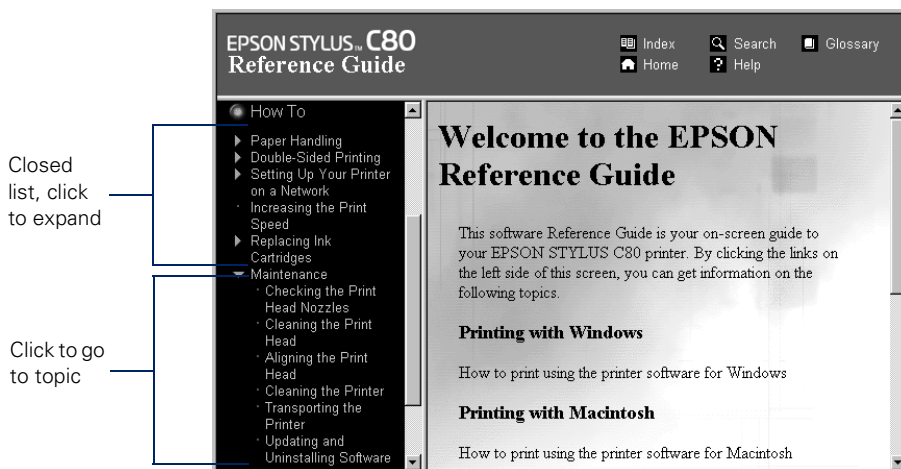 EPSON STYLUS™ C80
Reference Guide
Index
Search
Glossary
Home
Help
Closed
list, click
to expand
Click to go
to topic
How To
Paper Handling
Double-Sided Printing
Setting Up Your Printer
on a Network
Increasing the Print
Speed
Replacing Ink
Cartridges
Maintenance
Checking the Print
Head Nozzles
Cleaning the Print
Head
Aligning the Print
Head
Cleaning the Printer
Transporting the
Printer
Updating and
Uninstalling Software
Welcome to the EPSON
Reference Guide
This software Reference Guide is your on-screen guide to
your EPSON STYLUS C80 printer. By clicking the links on
the left side of this screen, you can get information on the
following topics.
Printing with Windows
How to print using the printer software for Windows
Printing with Macintosh
How to print using the printer software for Macintosh